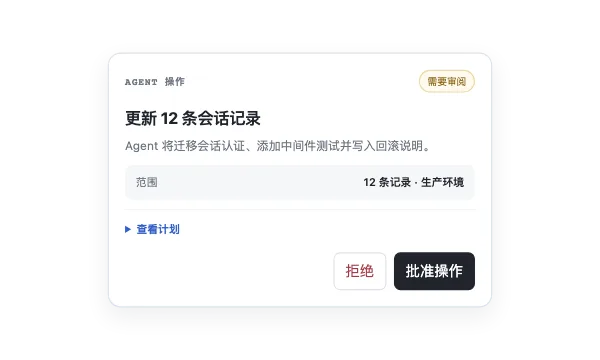 AGENT 操作
需要审阅
更新 12 条会话记录
Agent 将迁移会话认证、添加中间件测试并写入回滚说明。
范围
12 条记录 · 生产环境
查看计划
拒绝
批准操作